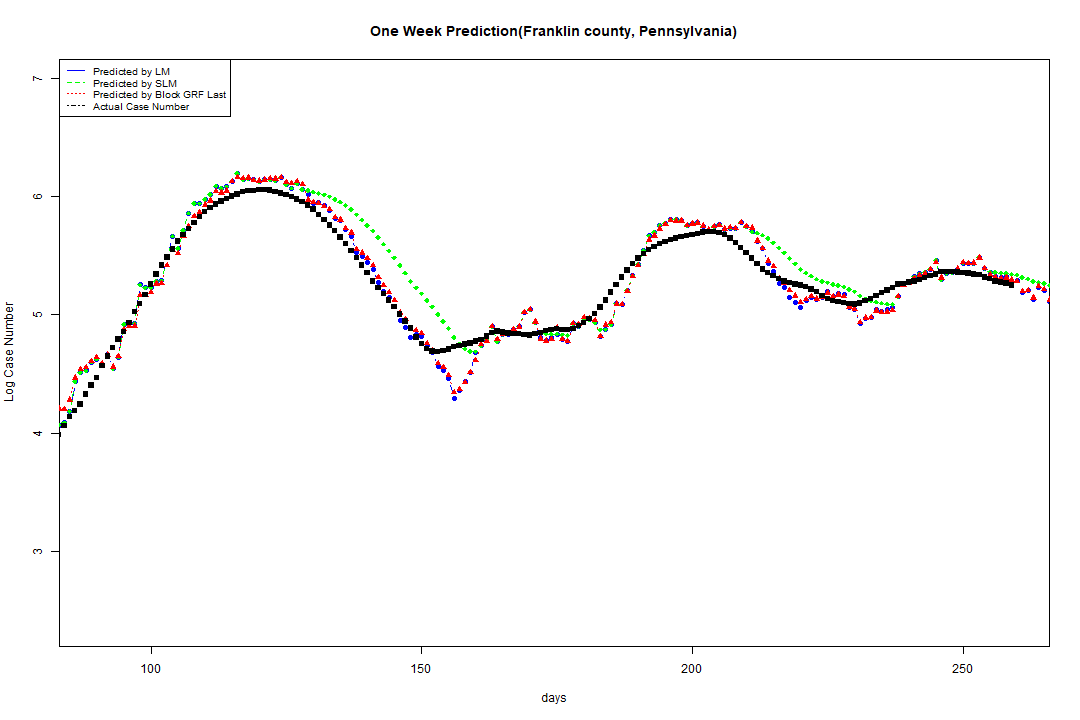 One Week Prediction(Franklin county, Pennsylvania)
Predicted by LM
Predicted by SLM
Predicted by Block GRF Last
Actual Case Number
7
6
5
4
3
Log Case Number
100
150
200
250
days